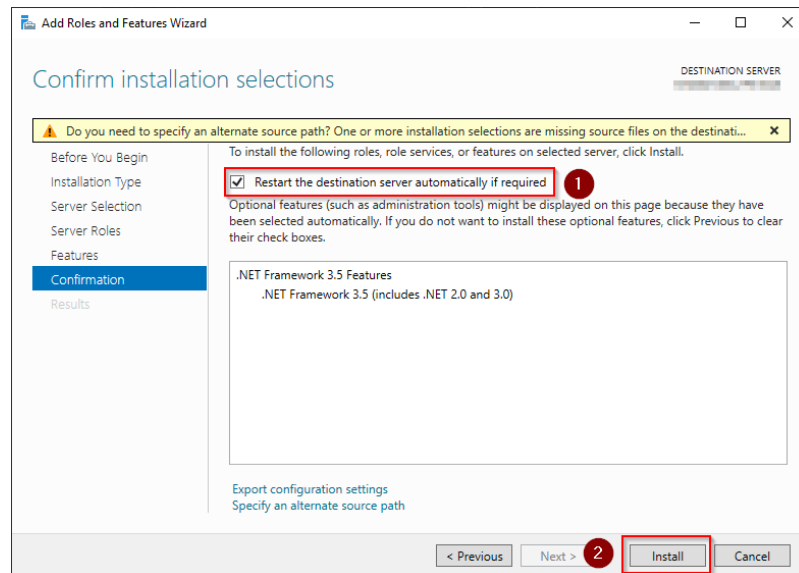 Add Roles and Features Wizard
Confirm installation selections
DESTINATION SERVER
Do you need to specify an alternate source path? One or more installation selections are missing source files on the destinati...
Before You Begin
Installation Type
Server Selection
Server Roles
Features
Confirmation
Results
To install the following roles, role services, or features on selected server, click Install.
Restart the destination server automatically if required
1
Optional features (such as administration tools) might be displayed on this page because they have
been selected automatically. If you do not want to install these optional features, click Previous to clear
their check boxes.
.NET Framework 3.5 Features
.NET Framework 3.5 (includes .NET 2.0 and 3.0)
Export configuration settings
Specify an alternate source path
< Previous
Next >
2
Install
Cancel